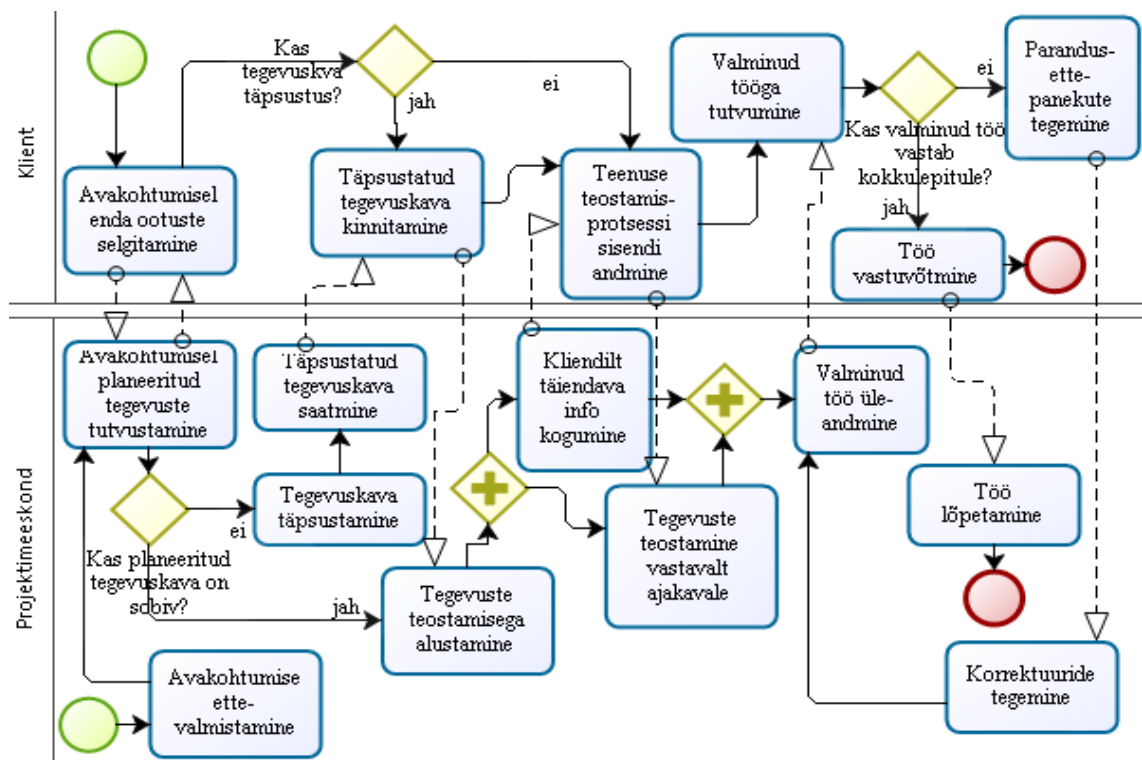 Klient
Kas
tegevuskva
täpsustus?
jah
ei
Valminud
tööga
tutvumine
ei
Kas valminud töö
vastab
kokkulepitule?
jah
Parandus-
ette-
panekute
tegemine
Avakohtumisel
enda ootuste
selgitamine
Täpsustatud
tegevuskava
kinnitamine
Teenuse
teostamis-
protsessi
sisendi
andmine
Töö
vastuvõtmine
Projektimeeskond
Avakohtumisel
planeeritud
tegevuste
tutvustamine
Täpsustatud
tegevuskava
saatmine
Kliendilt
täiendava
info
kogumine
Valminud
töö üle-
andmine
Tegevuskava
täpsustamine
ei
Kas planeeritud
tegevuskava on
sobiv?
jah
Tegevuste
teostamisega
alustamine
Tegevuste
teostamine
vastavalt
ajakavale
Töö
lõpetamine
Avakohtumise
ette-
valmistamine
Korrektuuride
tegemine